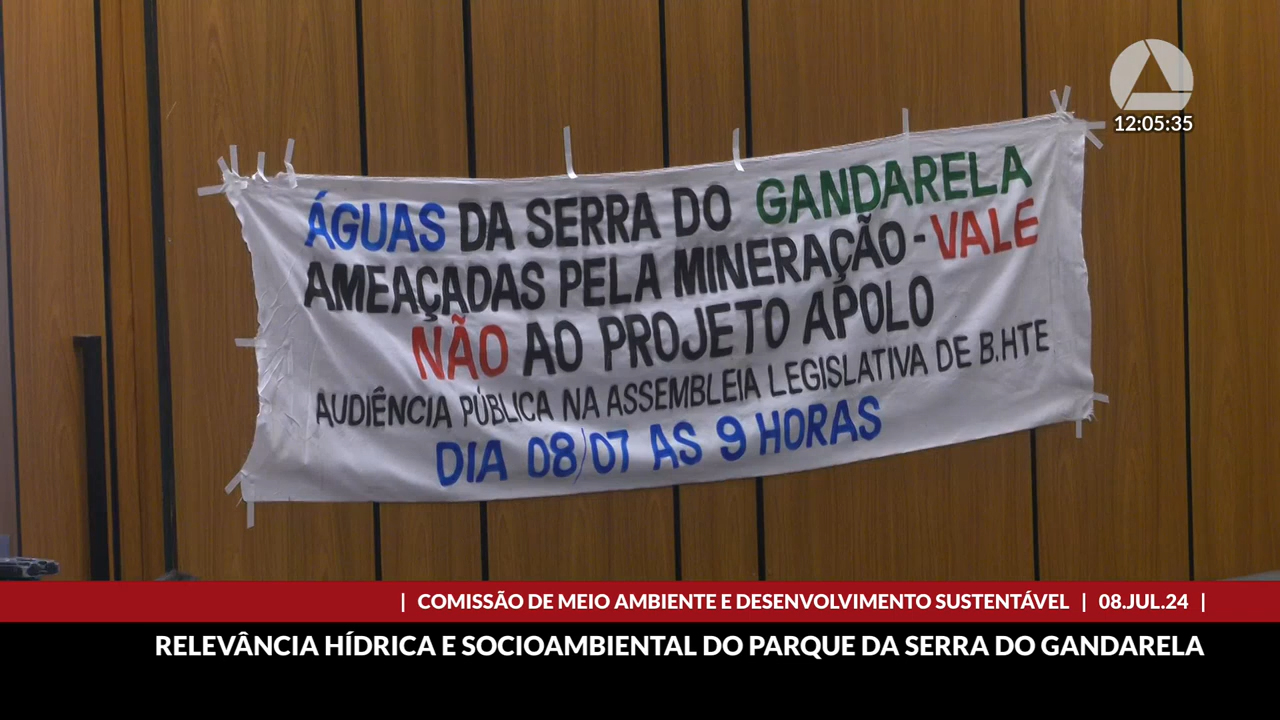 12:05:35
ÁGUAS DA SERRA DO GANDARELA
AMEAÇADAS PELA MINERAÇÃO - VALE
NÃO AO PROJETO APOLO
AUDIÊNCIA PÚBLICA NA ASSEMBLEIA LEGISLATIVA DE B.HTE
DIA 08/07 AS 9 HORAS
| COMISSÃO DE MEIO AMBIENTE E DESENVOLVIMENTO SUSTENTÁVEL | 08.JUL.24 |
RELEVÂNCIA HÍDRICA E SOCIOAMBIENTAL DO PARQUE DA SERRA DO GANDARELA